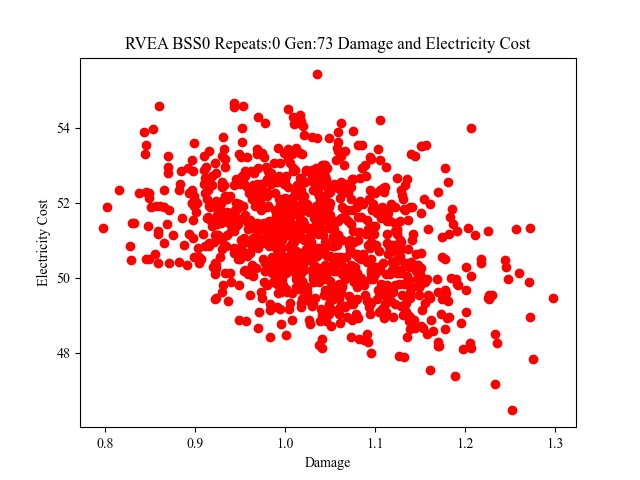 RVEA BSS0 Repeats:0 Gen:73 Damage and Electricity Cost
54
52
50
48
Electricity Cost
0.8 0.9 1.0 1.1 1.2 1.3
Damage